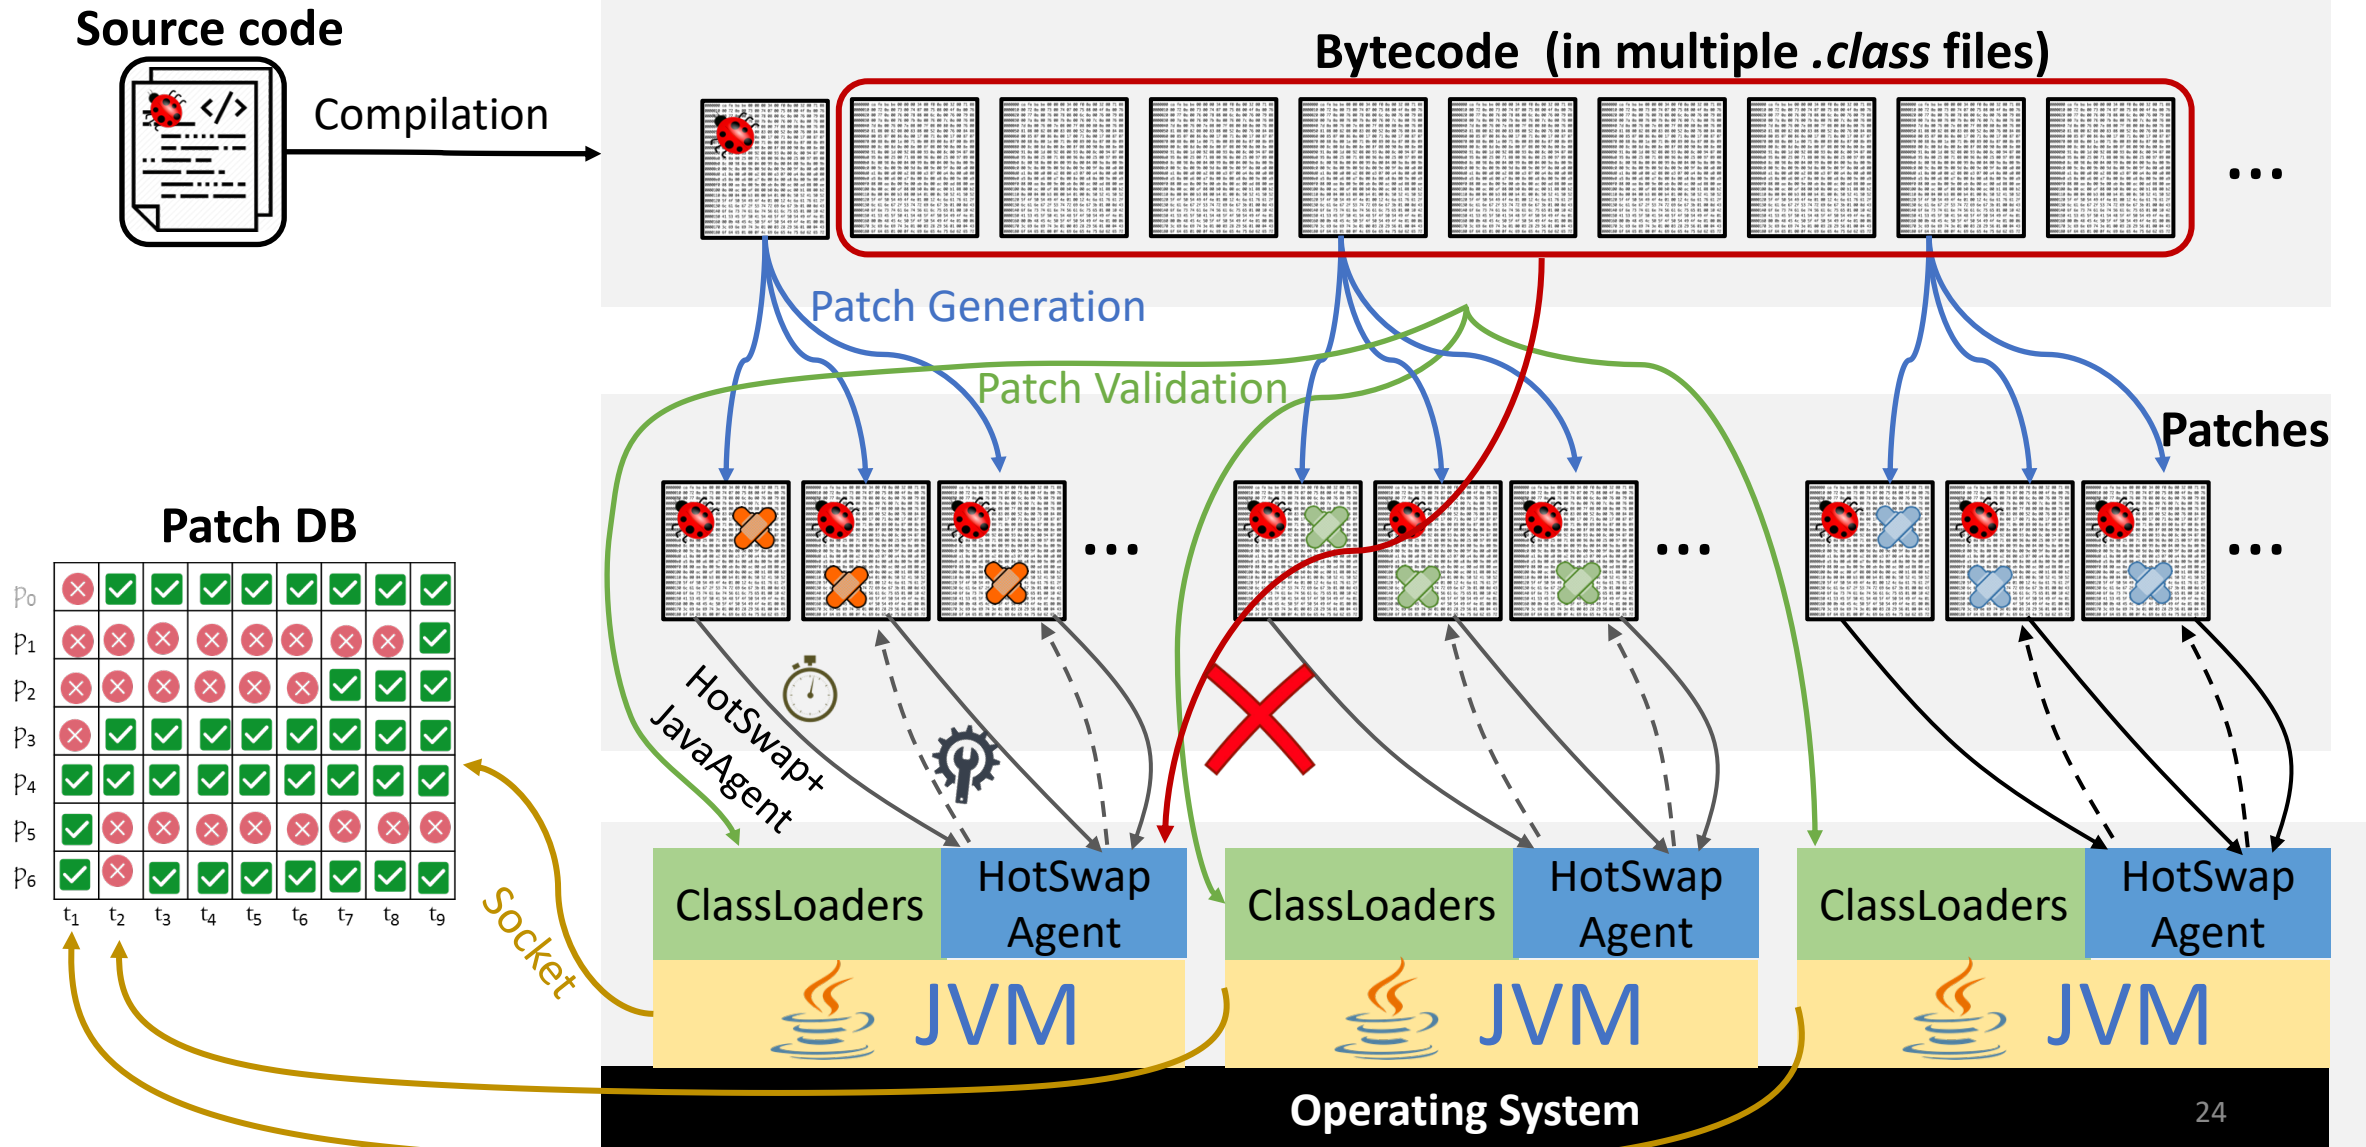 Source code
Bytecode (in multiple .class files)
</>
Compilation
...
Patch Generation
Patch Validation
Patches
...
...
...
Patch DB
p0
p1
p2
p3
p4
p5
p6
t1 t2 t3 t4 t5 t6 t7 t8 t9
HotSwap+
JavaAgent
Socket
ClassLoaders
HotSwap
Agent
ClassLoaders
HotSwap
Agent
ClassLoaders
HotSwap
Agent
JVM
JVM
JVM
Operating System
24